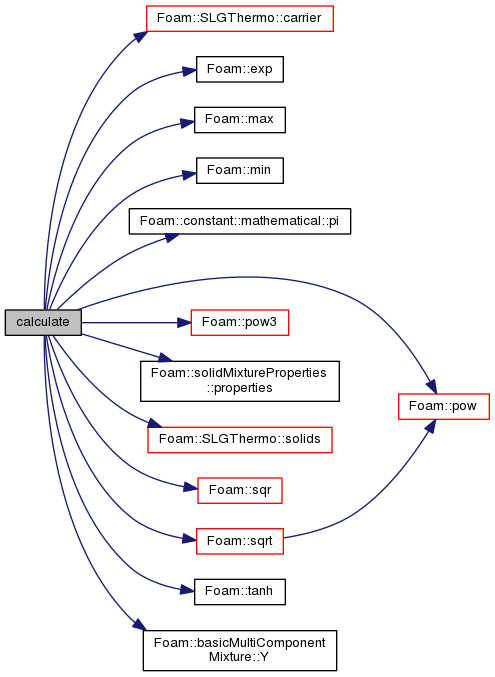 Foam::SLGThermo::carrier
Foam::exp
Foam::max
Foam::min
Foam::constant::mathematical::pi
calculate
Foam::pow3
Foam::solidMixtureProperties
::properties
Foam::pow
Foam::SLGThermo::solids
Foam::sqr
Foam::sqrt
Foam::tanh
Foam::basicMultiComponent
Mixture::Y